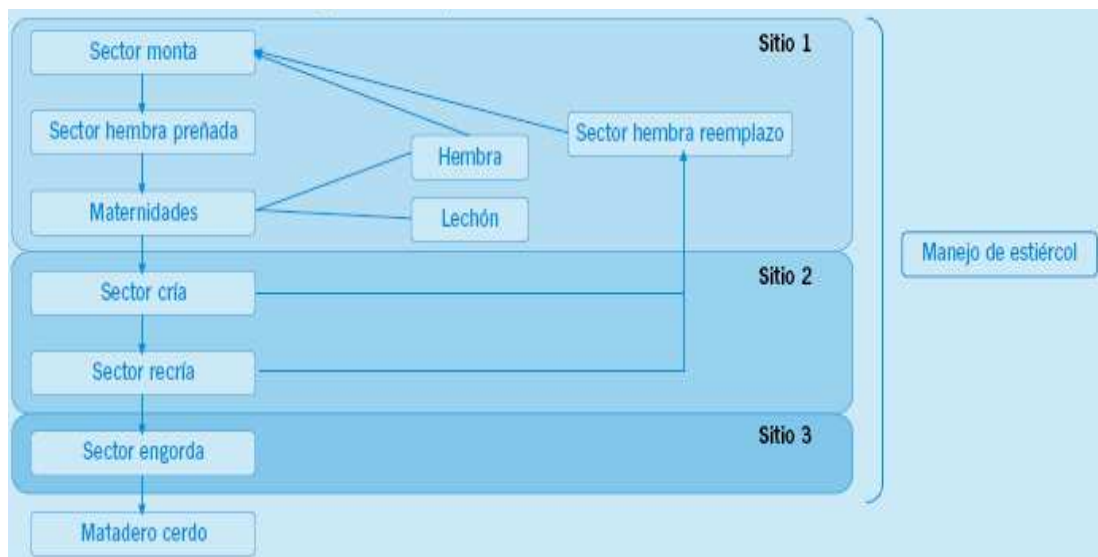 Sitio 1
Sector monta
Sector hembra preñada
Sector hembra reemplazo
Hembra
Maternidades
Lechón
Manejo de estiércol
Sitio 2
Sector cría
Sector recría
Sitio 3
Sector engorda
Matadero cerdo